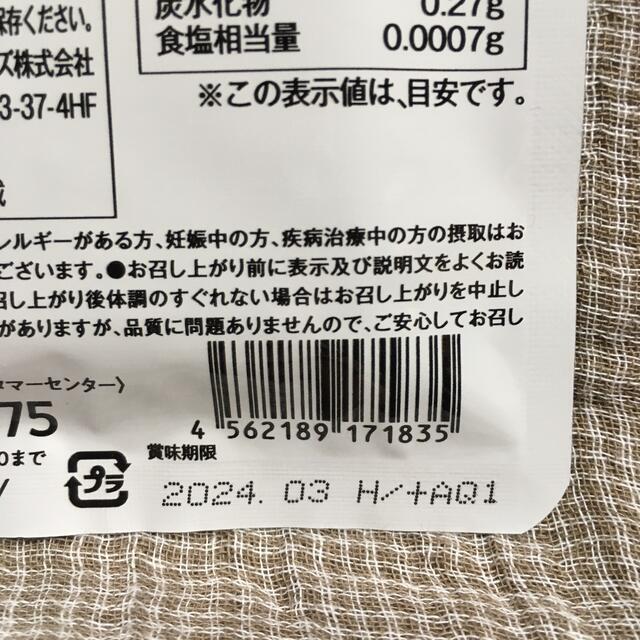 保存ください。
ズ株式会社
3-37-4HF
炭水化物 0.27g
食塩相当量 0.0007g
※この表示値は、目安です。
レルギーがある方、妊娠中の方、疾病治療中の方の摂取はお
ございます。●お召し上がり前に表示及び説明文をよくお読
召し上がり後体調のすぐれない場合はお召し上がりを中止し
がありますが、品質に問題ありませんので、ご安心してお召し
マーセンター〉
75
0まで
プラ
4 562189 171835
賞味期限
2024.03 H/+AQ1